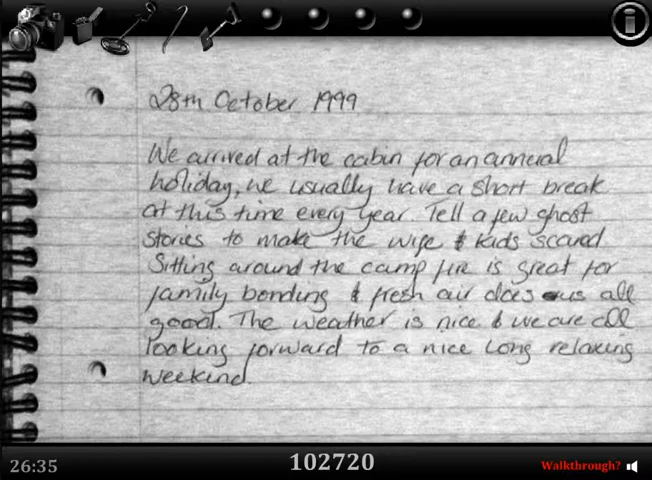 28th October 1999
We arrived at the cabin for an annual
holiday, we usually have a short break
at this time every year. Tell a few ghost
stories to make the wife & kids scared.
Sitting around the camp fire is great for
family bonding & fresh air does us all
good. The weather is nice & we are all
looking forward to a nice long relaxing
weekend.
26:35
102720
Walkthrough?